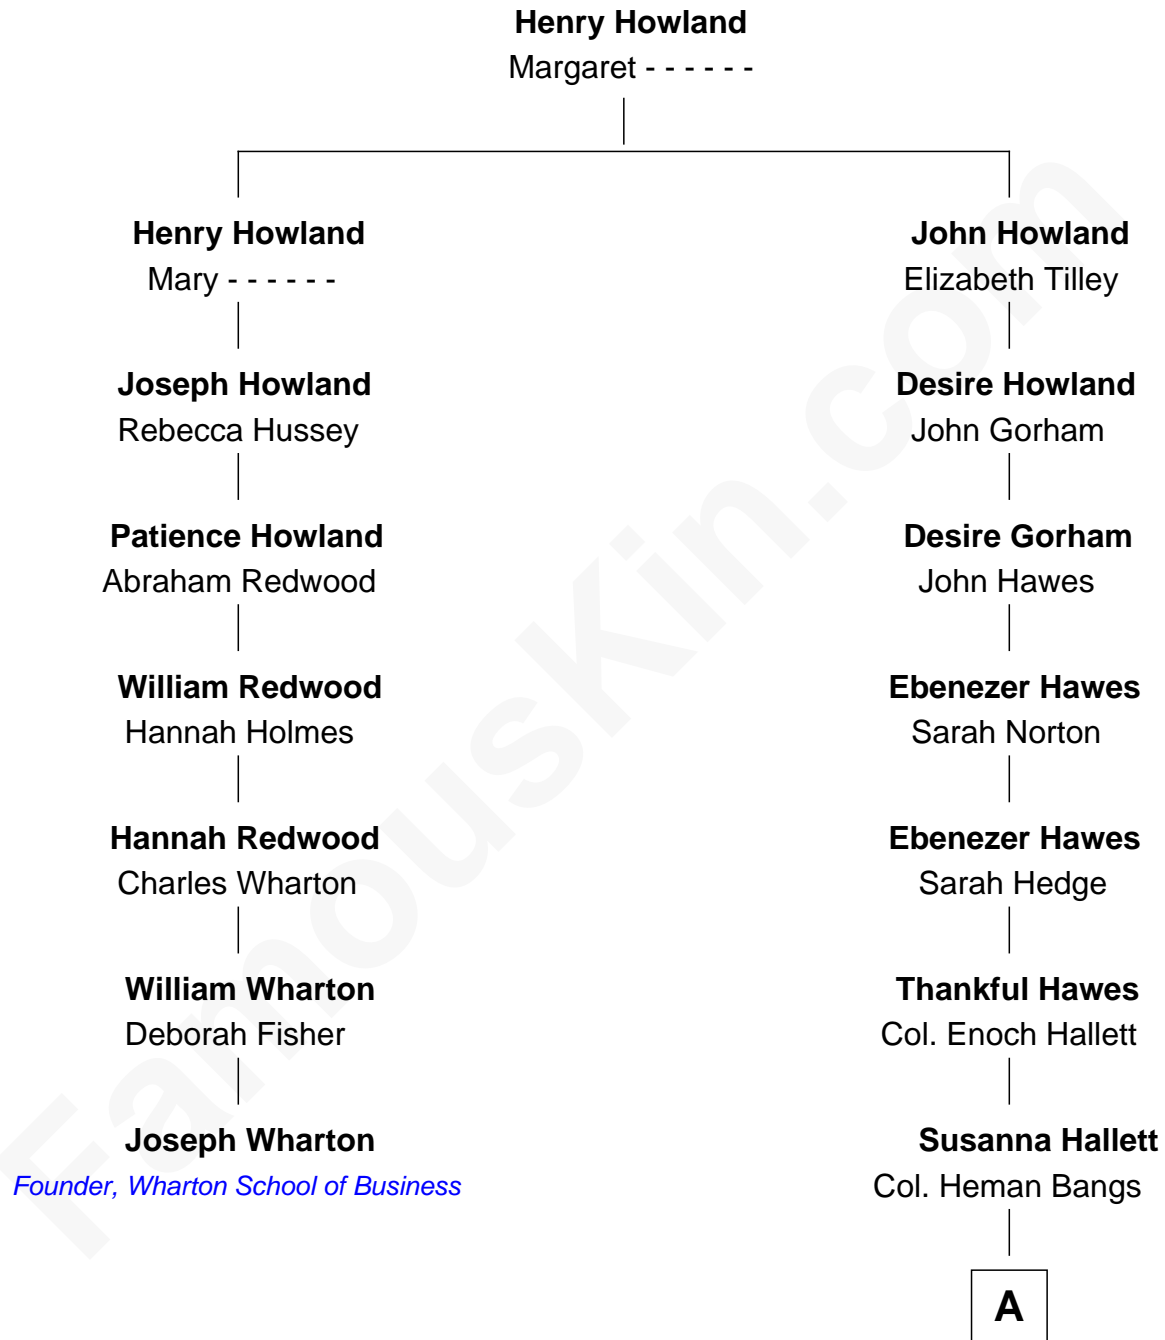 Henry Howland
Margaret - - - - - -
Henry Howland
Mary - - - - - -
John Howland
Elizabeth Tilley
Joseph Howland
Rebecca Hussey
Desire Howland
John Gorham
Patience Howland
Abraham Redwood
Desire Gorham
John Hawes
William Redwood
Hannah Holmes
Ebenezer Hawes
Sarah Norton
Hannah Redwood
Charles Wharton
Ebenezer Hawes
Sarah Hedge
William Wharton
Deborah Fisher
Thankful Hawes
Col. Enoch Hallett
Joseph Wharton
Founder, Wharton School of Business
Susanna Hallett
Col. Heman Bangs
A
FamousKin.com